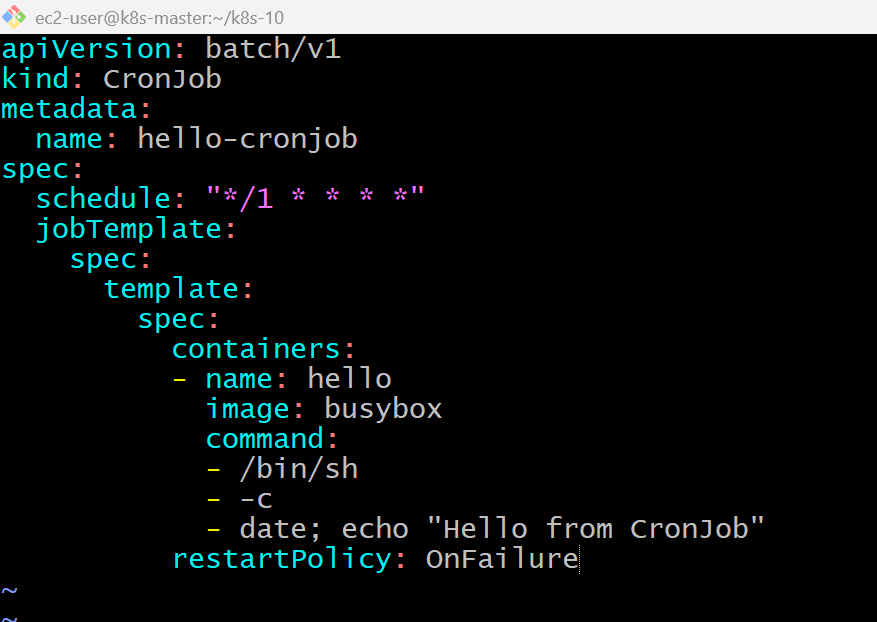 ec2-user@k8s-master:~/k8s-10
apiVersion: batch/v1
kind: CronJob
metadata:
  name: hello-cronjob
spec:
  schedule: "*/1 * * * *"
  jobTemplate:
    spec:
      template:
        spec:
          containers:
          - name: hello
            image: busybox
            command:
            - /bin/sh
            - -c
            - date; echo "Hello from CronJob"
          restartPolicy: OnFailure
~
~